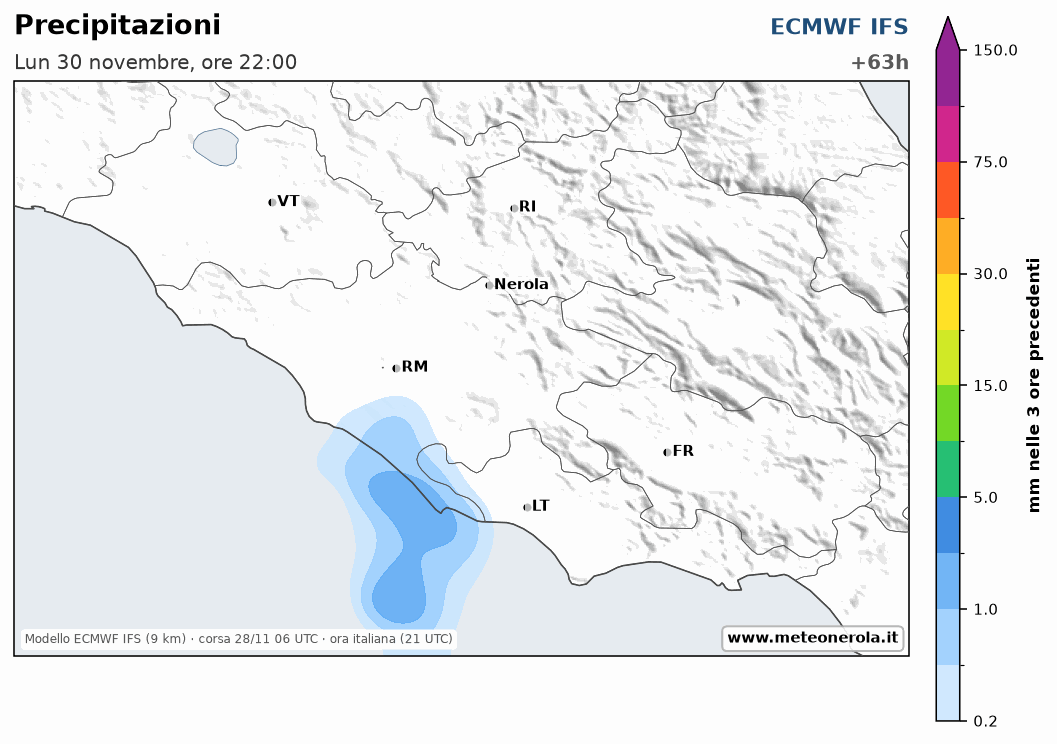 Precipitazioni
ECMWF IFS
Lun 30 novembre, ore 22:00
+63h
150.0
75.0
30.0
15.0
5.0
1.0
0.2
mm nelle 3 ore precedenti
VT
RI
Nerola
RM
FR
LT
Modello ECMWF IFS (9 km) · corsa 28/11 06 UTC · ora italiana (21 UTC)
www.meteonerola.it